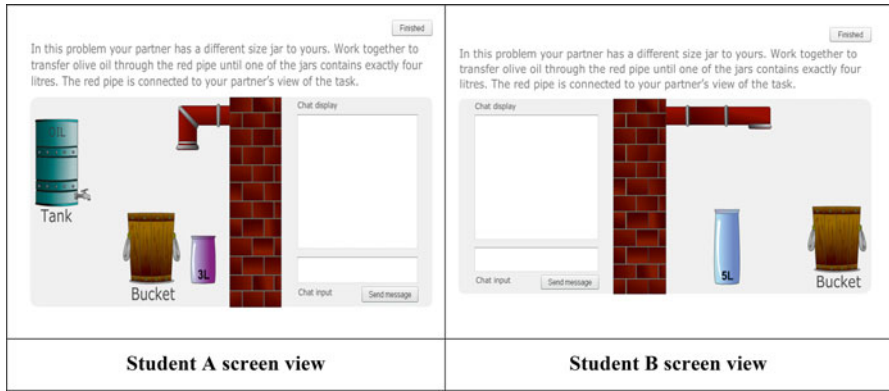 Finished
In this problem your partner has a different size jar to yours. Work together to
transfer olive oil through the red pipe until one of the jars contains exactly four
litres. The red pipe is connected to your partner's view of the task.
Chat display
OIL
Tank
3L
Bucket
Chat input
Send message
Student A screen view
Finished
In this problem your partner has a different size jar to yours. Work together to
transfer olive oil through the red pipe until one of the jars contains exactly four
litres. The red pipe is connected to your partner's view of the task.
Chat display
5L
Bucket
Chat input
Send message
Student B screen view